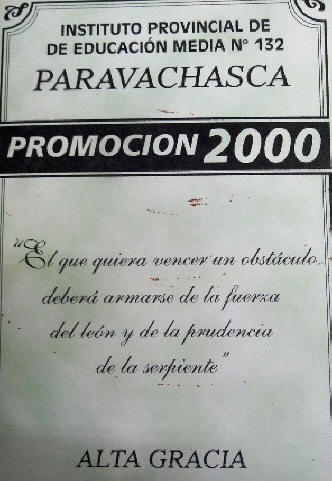 INSTITUTO PROVINCIAL DE
DE EDUCACIÓN MEDIA Nº 132
PARAVACHASCA
PROMOCION 2000
"El que quiera vencer un obstáculo
deberá armarse de la fuerza
del león y de la prudencia
de la serpiente"
ALTA GRACIA